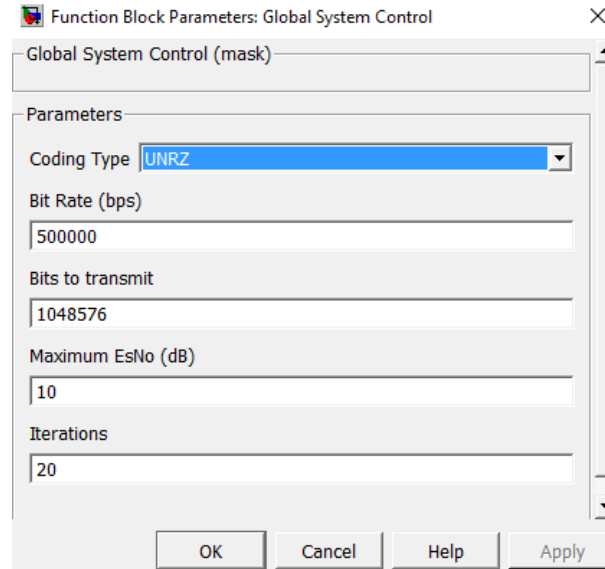 Function Block Parameters: Global System Control
Global System Control (mask)
Parameters
Coding Type UNRZ
Bit Rate (bps)
500000
Bits to transmit
1048576
Maximum EsNo (dB)
10
Iterations
20
OK Cancel Help Apply